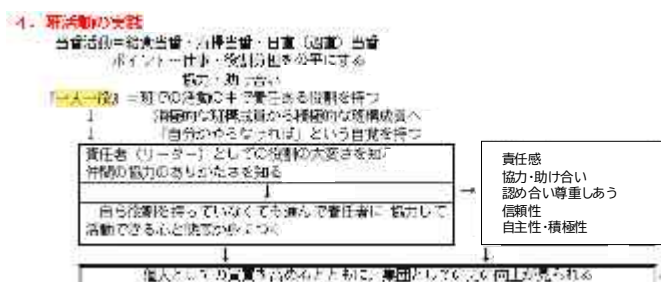 4．班活動の実践
当番活動＝給食当番・清掃当番・日直（週直）当番
ポイント－仕事・役割分担を公平にする
協力・助け合い
『一人一役』＝班での活動の中で責任ある役割を持つ
↓ 消極的な班構成員から積極的な班構成員へ
↓ 「自分がやらなければ」という自覚を持つ
責任者（リーダー）としての役割の大変さを知る
仲間の協力のありがたさを知る
↓
自ら役割を持っていなくても進んで責任者に協力して
活動できる心と態度が身につく
→
責任感
協力･助け合い
認め合い尊重しあう
信頼性
自主性･積極性
↓ ↓
個人としての資質を高めるとともに、集団としての 向上が見られる